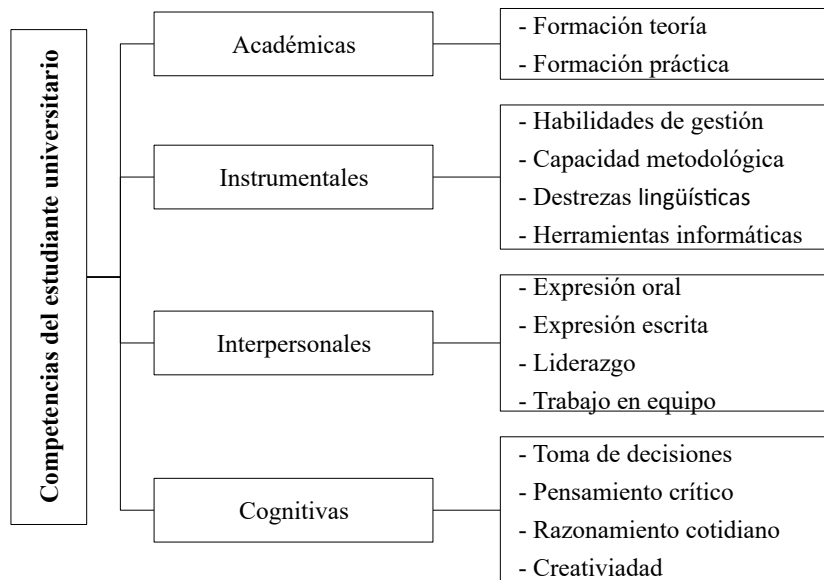 Competencias del estudiante universitario
Académicas
- Formación teoría
- Formación práctica
Instrumentales
- Habilidades de gestión
- Capacidad metodológica
- Destrezas lingüísticas
- Herramientas informáticas
Interpersonales
- Expresión oral
- Expresión escrita
- Liderazgo
- Trabajo en equipo
Cognitivas
- Toma de decisiones
- Pensamiento crítico
- Razonamiento cotidiano
- Creativiadad